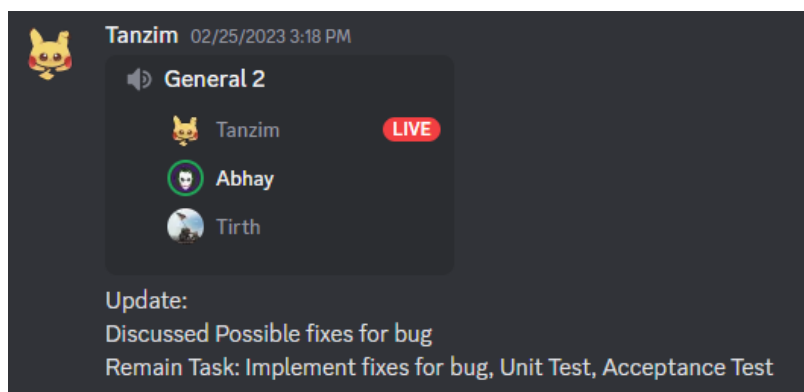 Tanzim 02/25/2023 3:18 PM
General 2
Tanzim LIVE
Abhay
Tirth
Update:
Discussed Possible fixes for bug
Remain Task: Implement fixes for bug, Unit Test, Acceptance Test